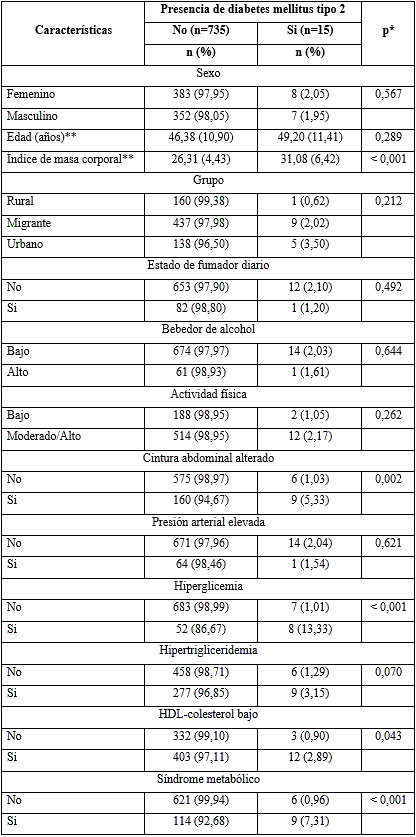 Características Presencia de diabetes mellitus tipo 2 p*
No (n=735) Si (n=15)
n (%) n (%)
Sexo
Femenino 383 (97,95) 8 (2,05) 0,567
Masculino 352 (98,05) 7 (1,95)
Edad (años)** 46,38 (10,90) 49,20 (11,41) 0,289
Indice de masa corporal** 26,31 (4,43) 31,08 (6,42) < 0,001
Grupo
Rural 160 (99,38) 1 (0,62) 0,212
Migrante 437 (97,98) 9 (2,02)
Urbano 138 (96,50) 5 (3,50)
Estado de fumador diario
No 653 (97,90) 12 (2,10) 0,492
Si 82 (98,80) 1 (1,20)
Bebedor de alcohol
Bajo 674 (97,97) 14 (2,03) 0,644
Alto 61 (98,93) 1 (1,61)
Actividad física
Bajo 188 (98,95) 2 (1,05) 0,262
Moderado/Alto 514 (98,95) 12 (2,17)
Cintura abdominal alterado
No 575 (98,97) 6 (1,03) 0,002
Si 160 (94,67) 9 (5,33)
Presión arterial elevada
No 671 (97,96) 14 (2,04) 0,621
Si 64 (98,46) 1 (1,54)
Hiperglicemia
No 683 (98,99) 7 (1,01) < 0,001
Si 52 (86,67) 8 (13,33)
Hipertrigliceridemia
No 458 (98,71) 6 (1,29) 0,070
Si 277 (96,85) 9 (3,15)
HDL-colesterol bajo
No 332 (99,10) 3 (0,90) 0,043
Si 403 (97,11) 12 (2,89)
Síndrome metabólico
No 621 (99,94) 6 (0,96) < 0,001
Si 114 (92,68) 9 (7,31)